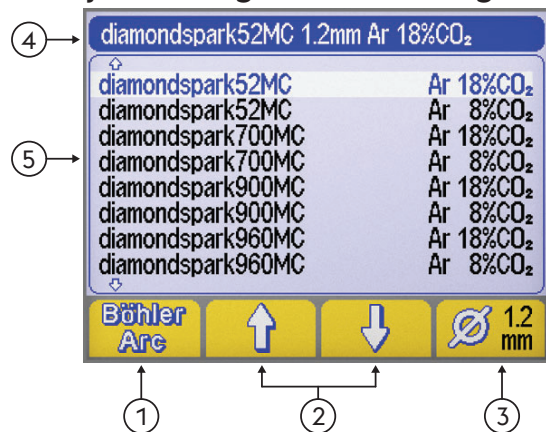 ④ diamondspark52MC 1.2mm Ar 18%CO₂
diamondspark52MC Ar 18%CO₂
diamondspark52MC Ar 8%CO₂
diamondspark700MC Ar 18%CO₂
⑤ diamondspark700MC Ar 8%CO₂
diamondspark900MC Ar 18%CO₂
diamondspark900MC Ar 8%CO₂
diamondspark960MC Ar 18%CO₂
diamondspark960MC Ar 8%CO₂
Böhler
Arc
Ø 1.2
mm
① ② ③